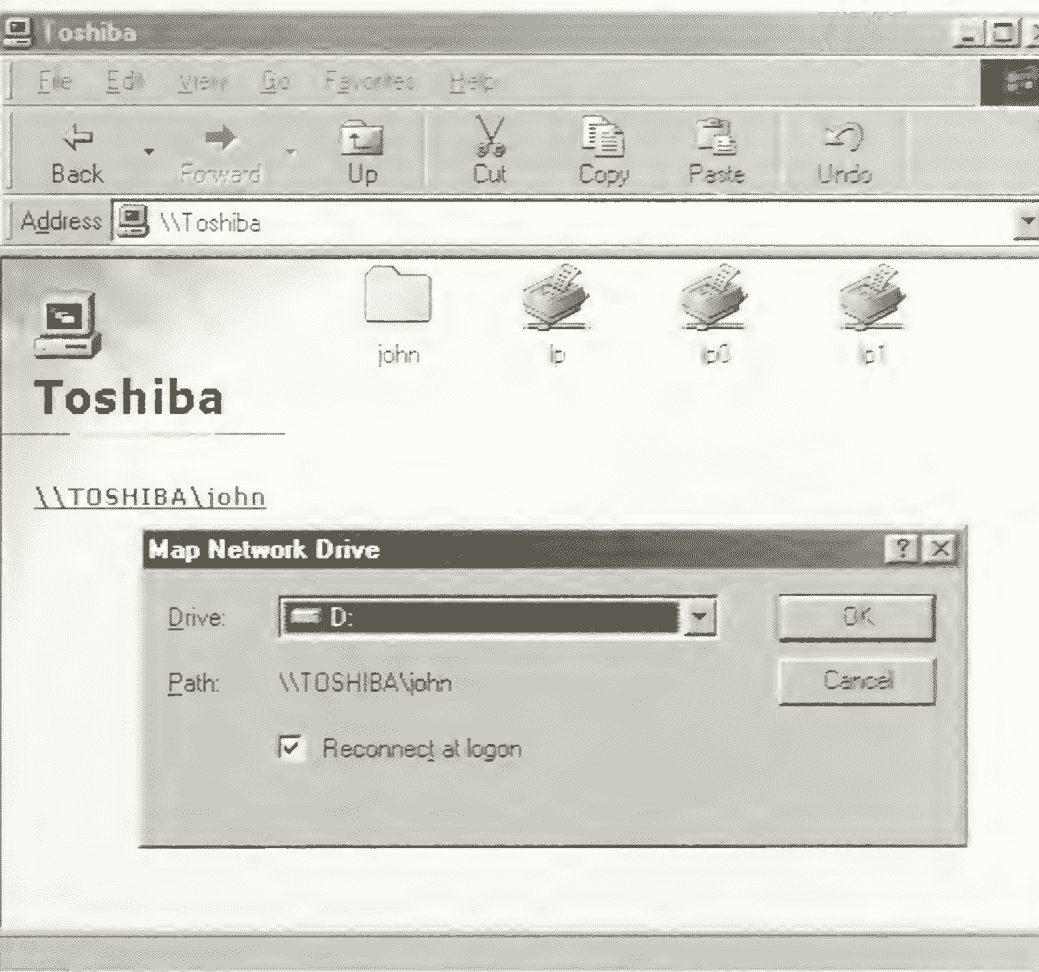 Toshiba
File Edit View Go Favorites Help
Back Forward Up Cut Copy Paste Undo
Address \\Toshiba
john lp lp0 lp1
Toshiba
\\TOSHIBA\john
Map Network Drive
Drive: D: OK
Path: \\TOSHIBA\john Cancel
Reconnect at logon